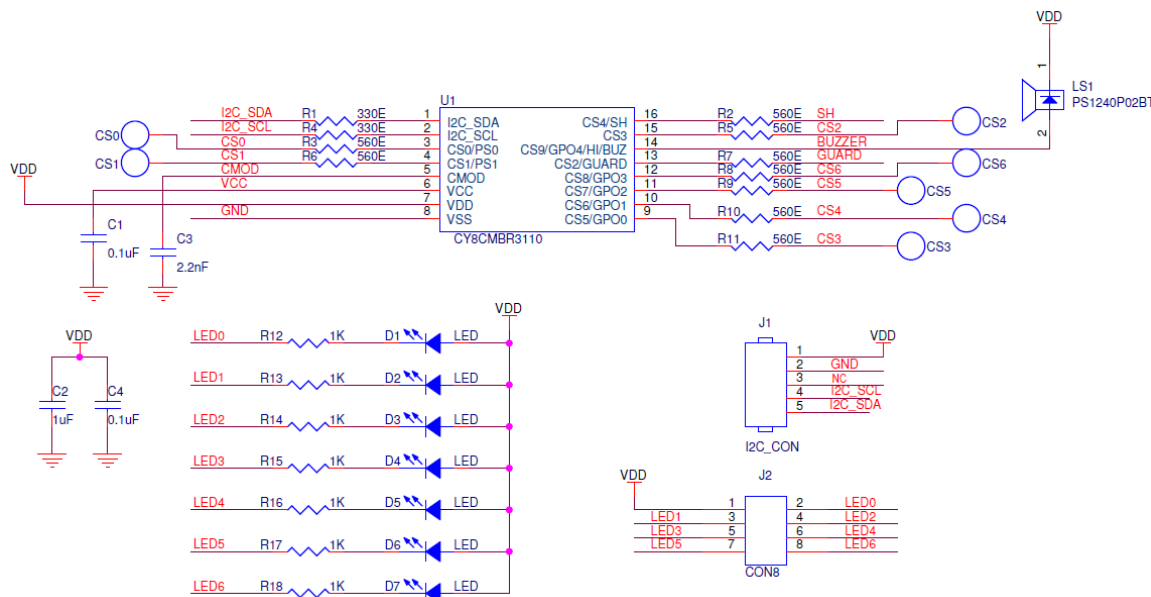 VDD
1
LS1
PS1240P02BT
2
U1
I2C_SDA R1 330E 1 I2C_SDA CS4/SH 16 R2 560E SH
I2C_SCL R4 330E 2 I2C_SCL CS3 15 R5 560E CS2 CS2
CS0 CS0 R3 560E 3 CS0/PS0 CS9/GPO4/HI/BUZ 14 BUZZER
CS1 CS1 R6 560E 4 CS1/PS1 CS2/GUARD 13 R7 560E GUARD
CMOD 5 CMOD CS8/GPO3 12 R8 560E CS6 CS6
VDD VCC 6 VCC CS7/GPO2 11 R9 560E CS5 CS5
7 VDD CS6/GPO1 10 R10 560E CS4 CS4
GND 8 VSS CS5/GPO0 9 R11 560E CS3 CS3
CY8CMBR3110
C1
0.1uF
C3
2.2nF
VDD
C2
1uF
C4
0.1uF
VDD
LED0 R12 1K D1 LED
LED1 R13 1K D2 LED
LED2 R14 1K D3 LED
LED3 R15 1K D4 LED
LED4 R16 1K D5 LED
LED5 R17 1K D6 LED
LED6 R18 1K D7 LED
J1
VDD
1
2 GND
3 NC
4 I2C_SCL
5 I2C_SDA
I2C_CON
J2
VDD
1 2 LED0
LED1 3 4 LED2
LED3 5 6 LED4
LED5 7 8 LED6
CON8